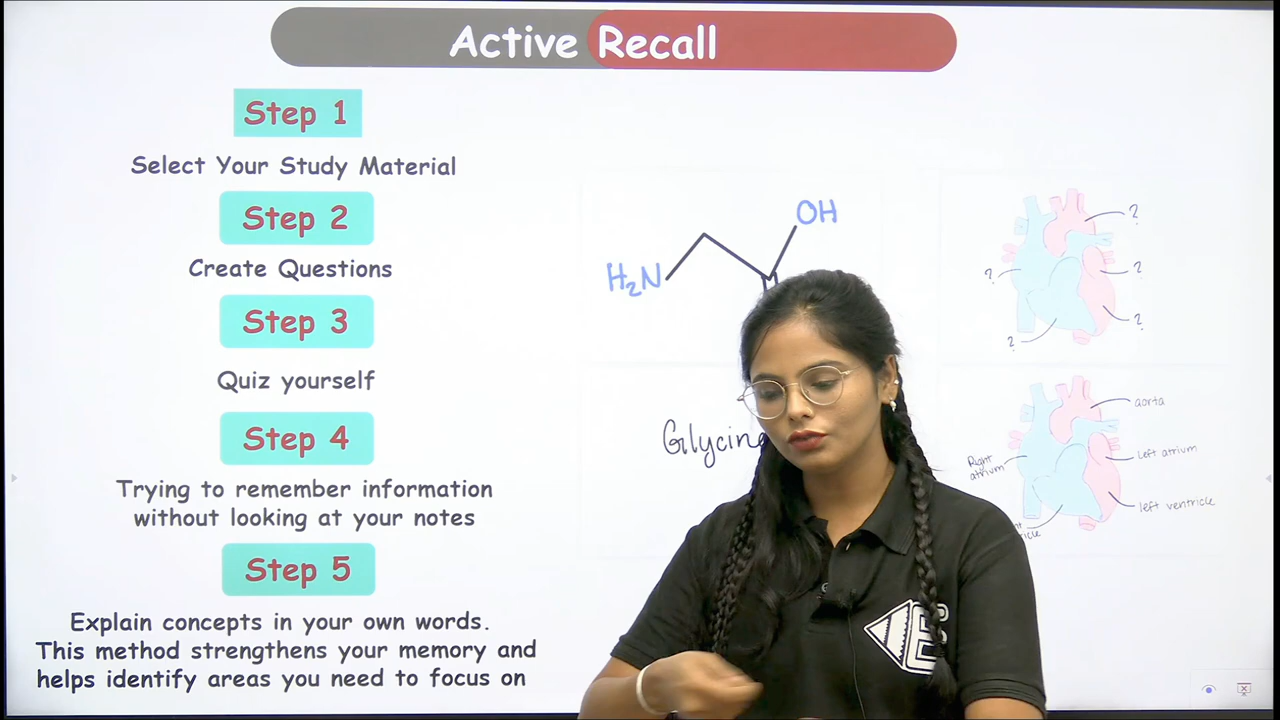 Active Recall
Step 1
Select Your Study Material
Step 2
Create Questions
Step 3
Quiz yourself
Step 4
Trying to remember information
without looking at your notes
Step 5
Explain concepts in your own words.
This method strengthens your memory and
helps identify areas you need to focus on
OH
H₂N
Glycine
?
?
?
?
?
aorta
Right
atrium
Left atrium
left ventricle
E